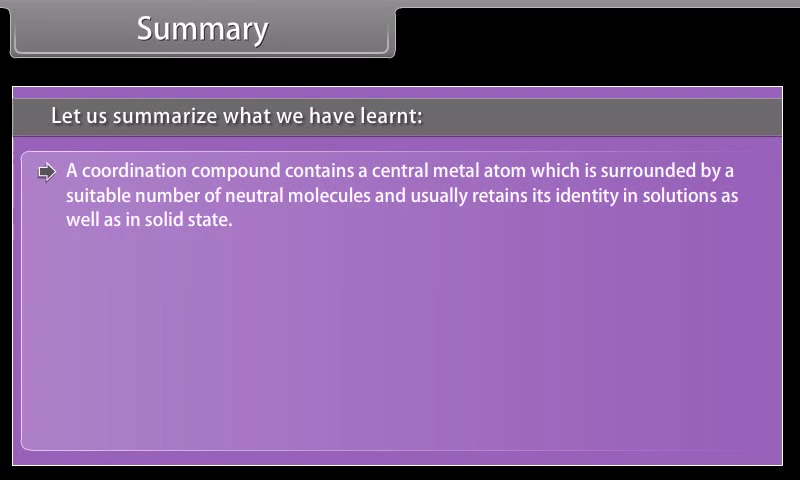 Summary
Let us summarize what we have learnt:
A coordination compound contains a central metal atom which is surrounded by a
suitable number of neutral molecules and usually retains its identity in solutions as
well as in solid state.